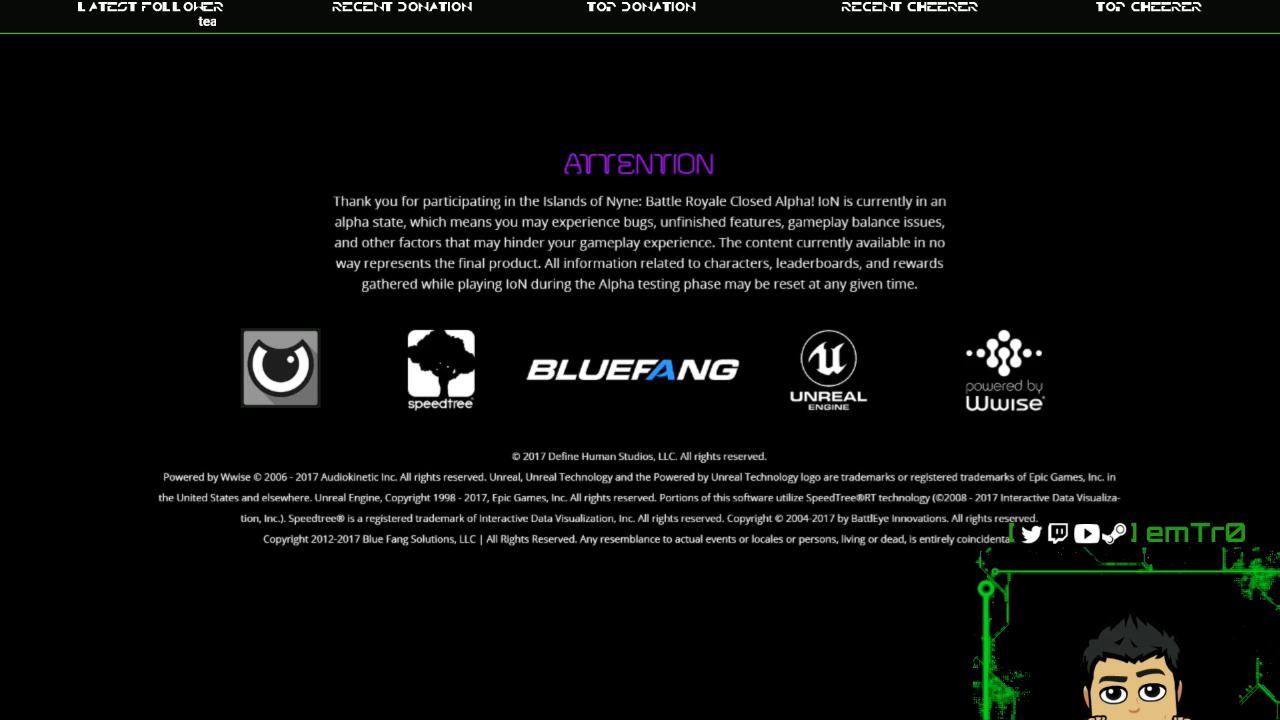 LATEST FOLLOWER RECENT DONATION TOP DONATION RECENT CHEERER TOP CHEERER
tea
ATTENTION
Thank you for participating in the Islands of Nyne: Battle Royale Closed Alpha! IoN is currently in an
alpha state, which means you may experience bugs, unfinished features, gameplay balance issues,
and other factors that may hinder your gameplay experience. The content currently available in no
way represents the final product. All information related to characters, leaderboards, and rewards
gathered while playing IoN during the Alpha testing phase may be reset at any given time.
speedtree
BLUEFANG
UNREAL
ENGINE
powered by
Wwise
© 2017 Define Human Studios, LLC. All rights reserved.
Powered by Wwise © 2006 - 2017 Audiokinetic Inc. All rights reserved. Unreal, Unreal Technology and the Powered by Unreal Technology logo are trademarks or registered trademarks of Epic Games, Inc. in
the United States and elsewhere. Unreal Engine, Copyright 1998 - 2017, Epic Games, Inc. All rights reserved. Portions of this software utilize SpeedTree®RT technology (©2008 - 2017 Interactive Data Visualiza-
tion, Inc.). Speedtree® is a registered trademark of Interactive Data Visualization, Inc. All rights reserved. Copyright © 2004-2017 by BattlEye Innovations. All rights reserved.
Copyright 2012-2017 Blue Fang Solutions, LLC | All Rights Reserved. Any resemblance to actual events or locales or persons, living or dead, is entirely coincidenta
[ ] emTr0